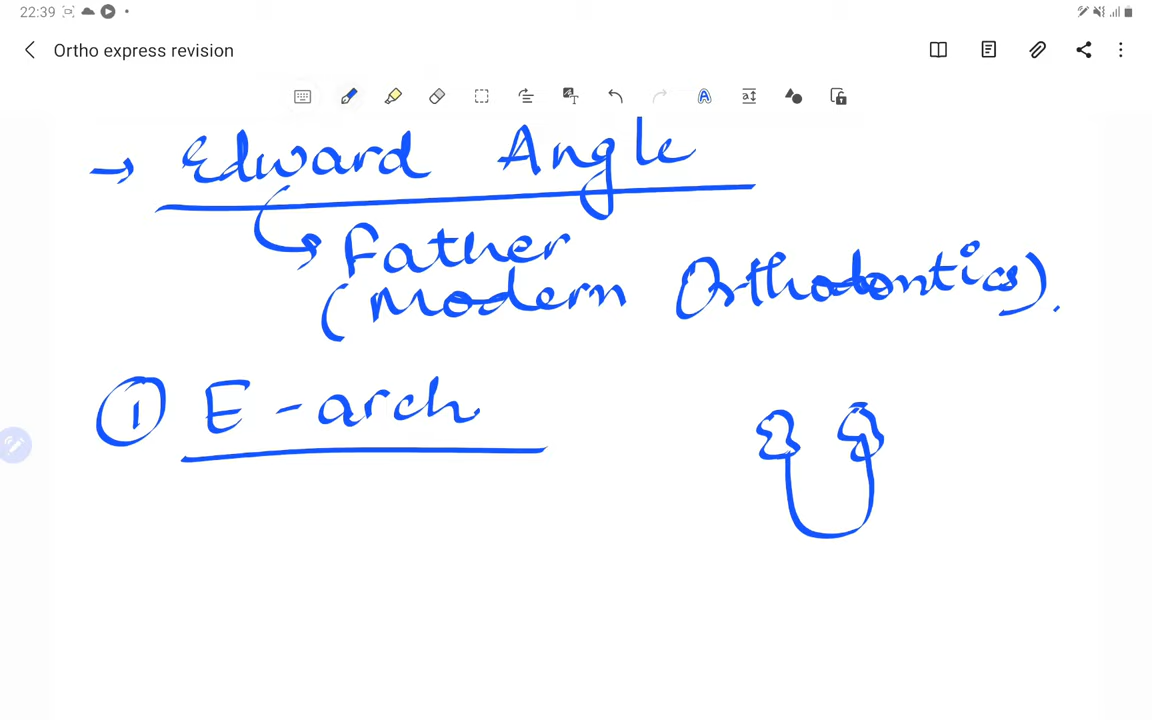 22:39
Ortho express revision
→ Edward Angle
Father
(Modern Orthodontics).
① E-arch